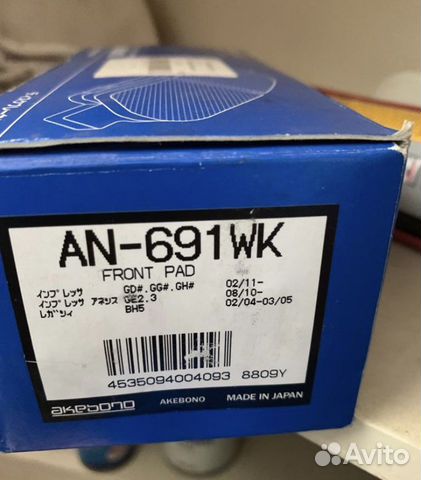 AN-691WK
FRONT PAD
インプレッサ GD#.GG#.GH# 02/11-
インプレッサ アネシス GE2.3 08/10-
レガシィ BH5 02/04-03/05
4535094004093 8809Y
akebono AKEBONO MADE IN JAPAN
Avito